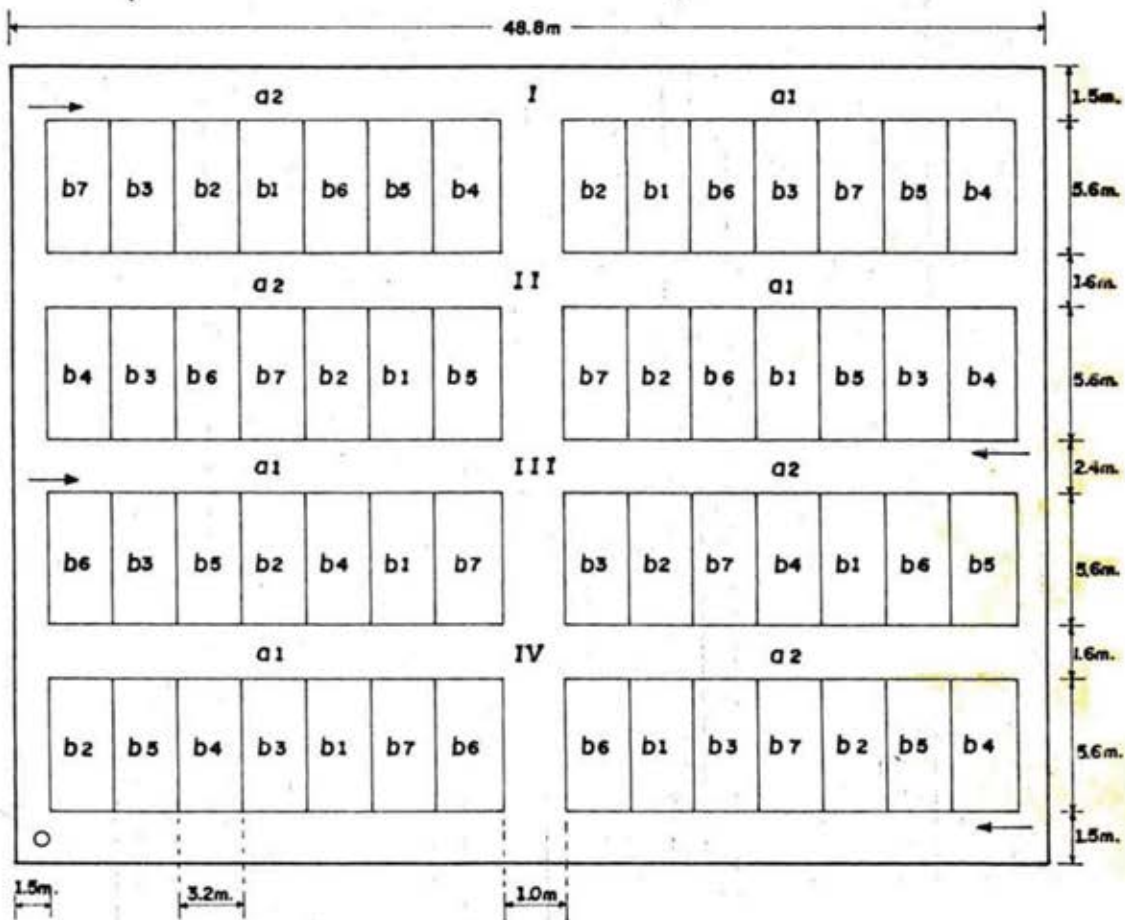 48.8m
a2 I a1
1.5m.
b7 b3 b2 b1 b6 b5 b4 b2 b1 b6 b3 b7 b5 b4
5.6m.
a2 II a1
1.6m.
b4 b3 b6 b7 b2 b1 b5 b7 b2 b6 b1 b5 b3 b4
5.6m.
a1 III a2
2.4m.
b6 b3 b5 b2 b4 b1 b7 b3 b2 b7 b4 b1 b6 b5
5.6m.
a1 IV a2
1.6m.
b2 b5 b4 b3 b1 b7 b6 b6 b1 b3 b7 b2 b5 b4
5.6m.
1.5m.
1.5m. 3.2m. 1.0m